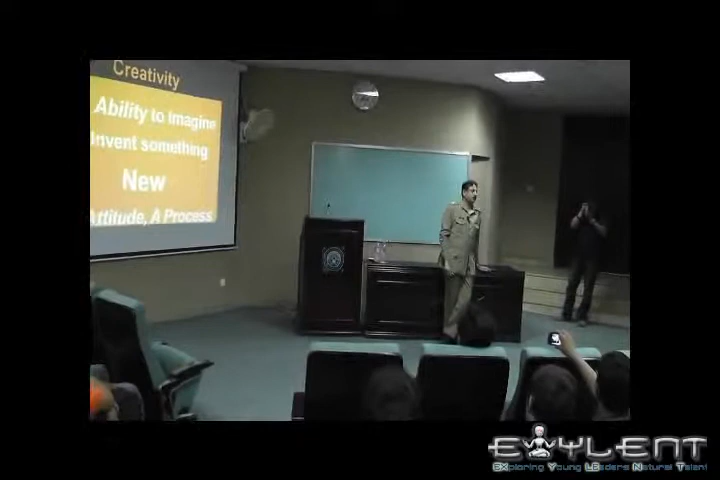 Creativity
Ability to Imagine
Invent something
New
Attitude, A Process
EXYLENT
EXploring Young LEaders Natural Talent